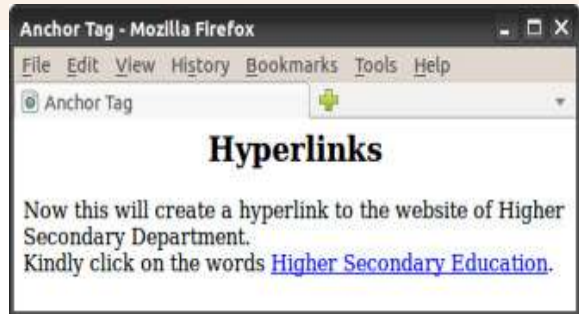 Anchor Tag - Mozilla Firefox
File Edit View History Bookmarks Tools Help
Anchor Tag
Hyperlinks
Now this will create a hyperlink to the website of Higher
Secondary Department.
Kindly click on the words Higher Secondary Education.